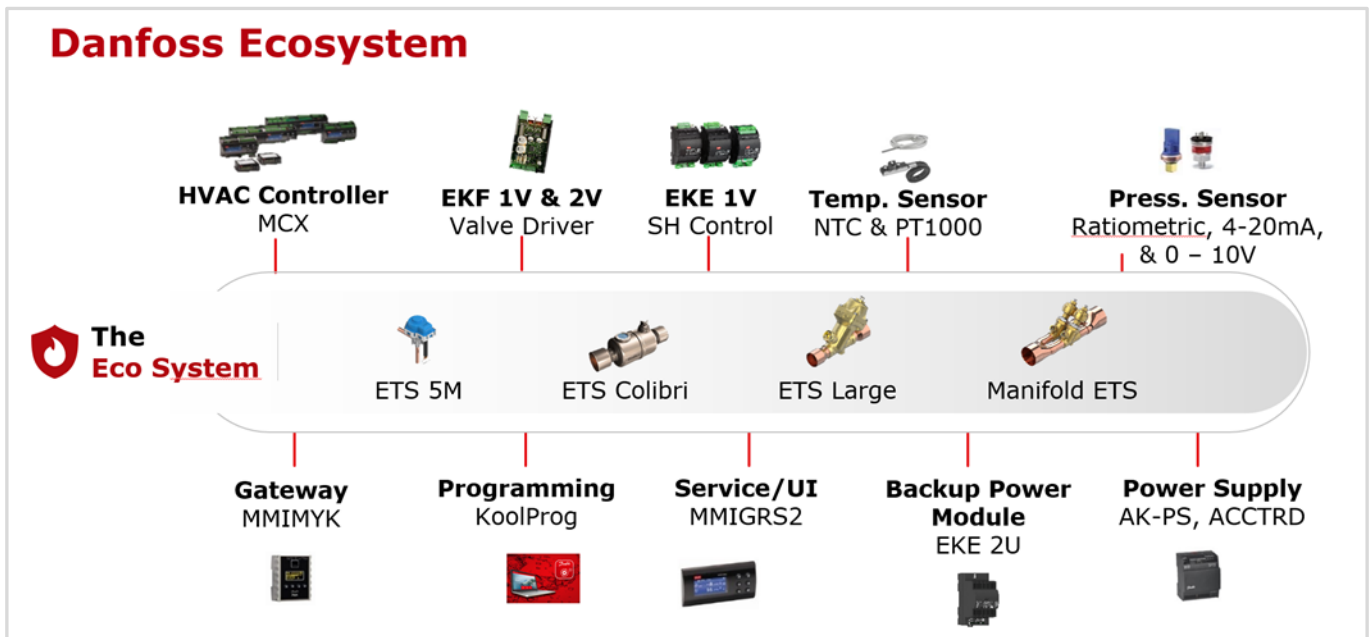 Danfoss Ecosystem
HVAC Controller
MCX
EKF 1V & 2V
Valve Driver
EKE 1V
SH Control
Temp. Sensor
NTC & PT1000
Press. Sensor
Ratiometric, 4-20mA,
& 0 – 10V
The
Eco System
ETS 5M
ETS Colibri
ETS Large
Manifold ETS
Gateway
MMIMYK
Programming
KoolProg
Service/UI
MMIGRS2
Backup Power
Module
EKE 2U
Power Supply
AK-PS, ACCTRD